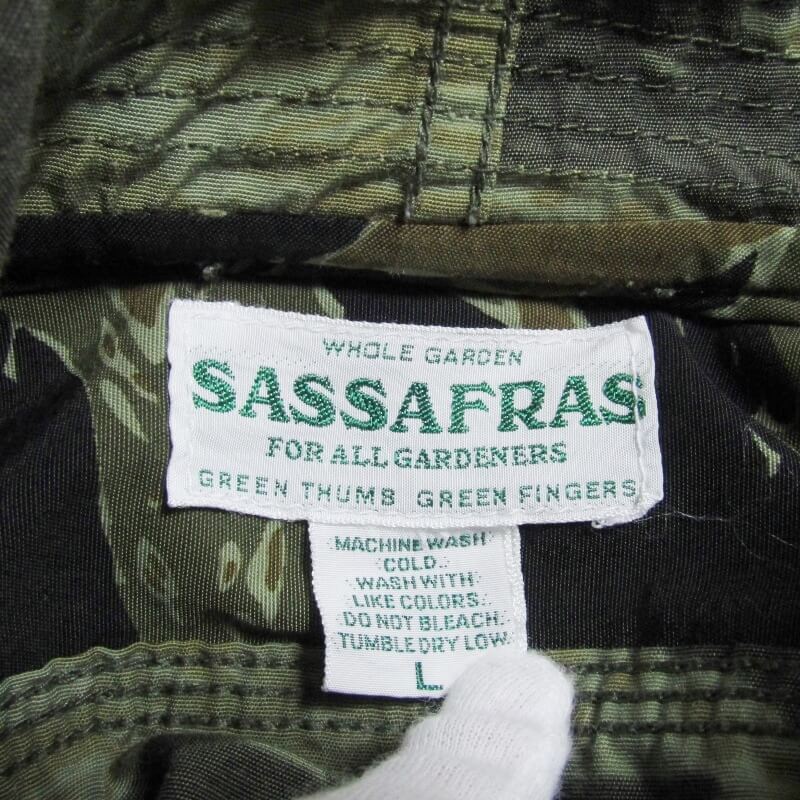 WHOLE GARDEN
SASSAFRAS
FOR ALL GARDENERS
GREEN THUMB GREEN FINGERS
MACHINE WASH
COLD.
WASH WITH
LIKE COLORS.
DO NOT BLEACH.
TUMBLE DRY LOW.
L